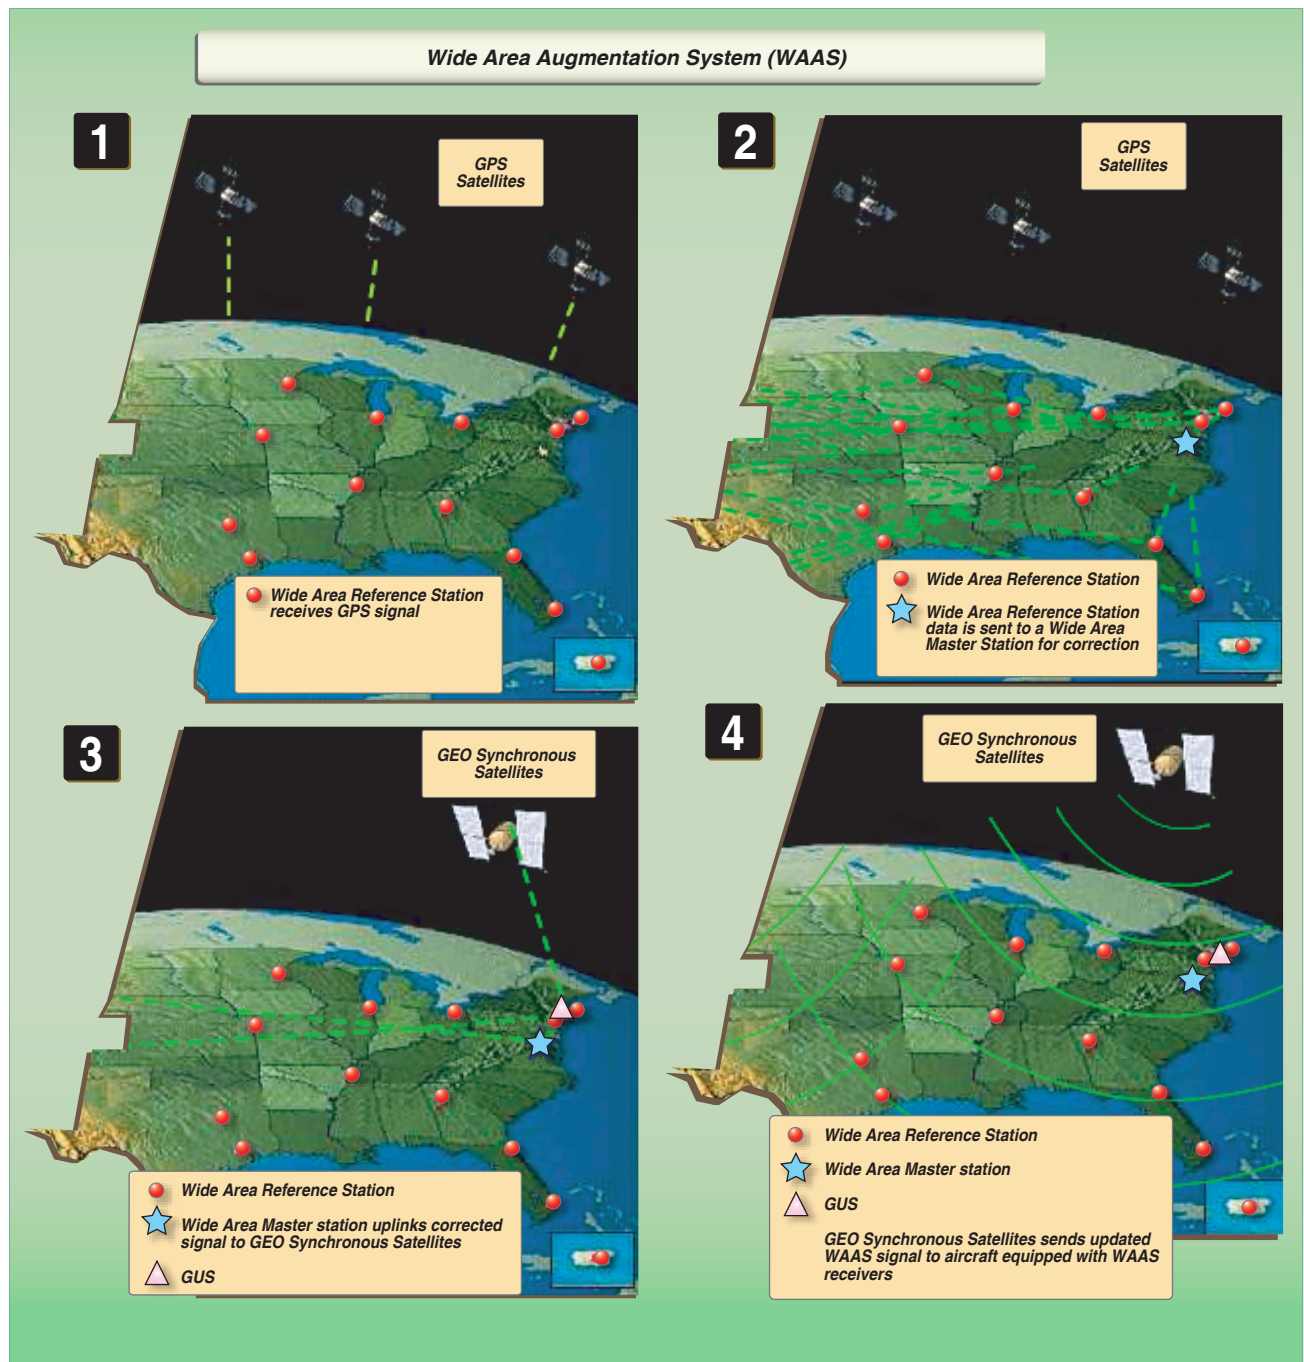 Wide Area Augmentation System (WAAS)
1
GPS
Satellites
Wide Area Reference Station
receives GPS signal
2
GPS
Satellites
Wide Area Reference Station
Wide Area Reference Station
data is sent to a Wide Area
Master Station for correction
3
GEO Synchronous
Satellites
Wide Area Reference Station
Wide Area Master station uplinks corrected
signal to GEO Synchronous Satellites
GUS
4
GEO Synchronous
Satellites
Wide Area Reference Station
Wide Area Master station
GUS
GEO Synchronous Satellites sends updated
WAAS signal to aircraft equipped with WAAS
receivers